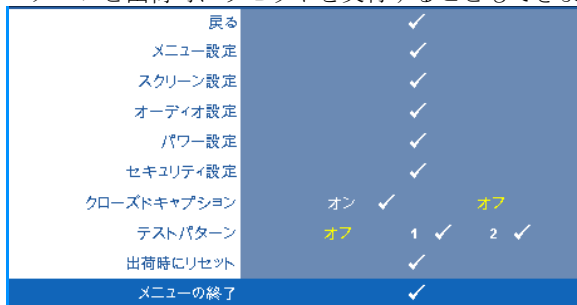 戻る ✓
メニュー設定 ✓
スクリーン設定 ✓
オーディオ設定 ✓
パワー設定 ✓
セキュリティ設定 ✓
クローズドキャプション オン ✓ オフ
テストパターン オフ 1 ✓ 2 ✓
出荷時にリセット ✓
メニューの終了 ✓